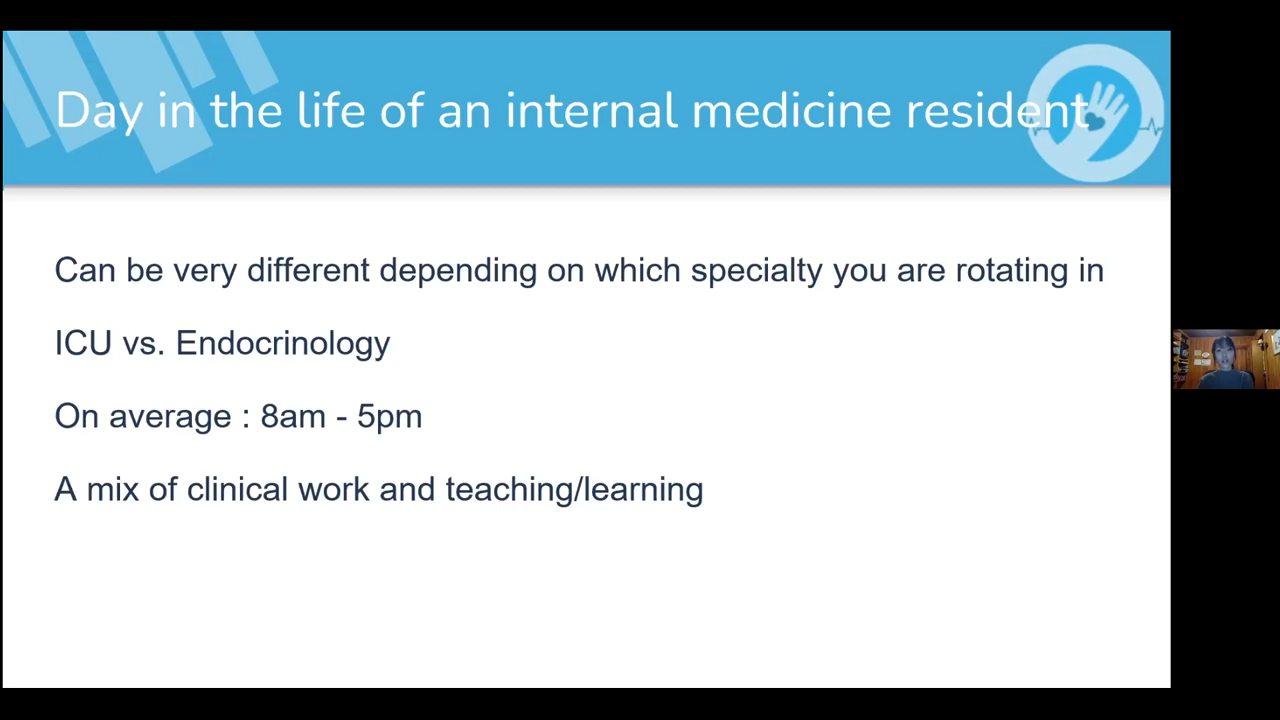 Day in the life of an internal medicine resident
Can be very different depending on which specialty you are rotating in
ICU vs. Endocrinology
On average : 8am - 5pm
A mix of clinical work and teaching/learning